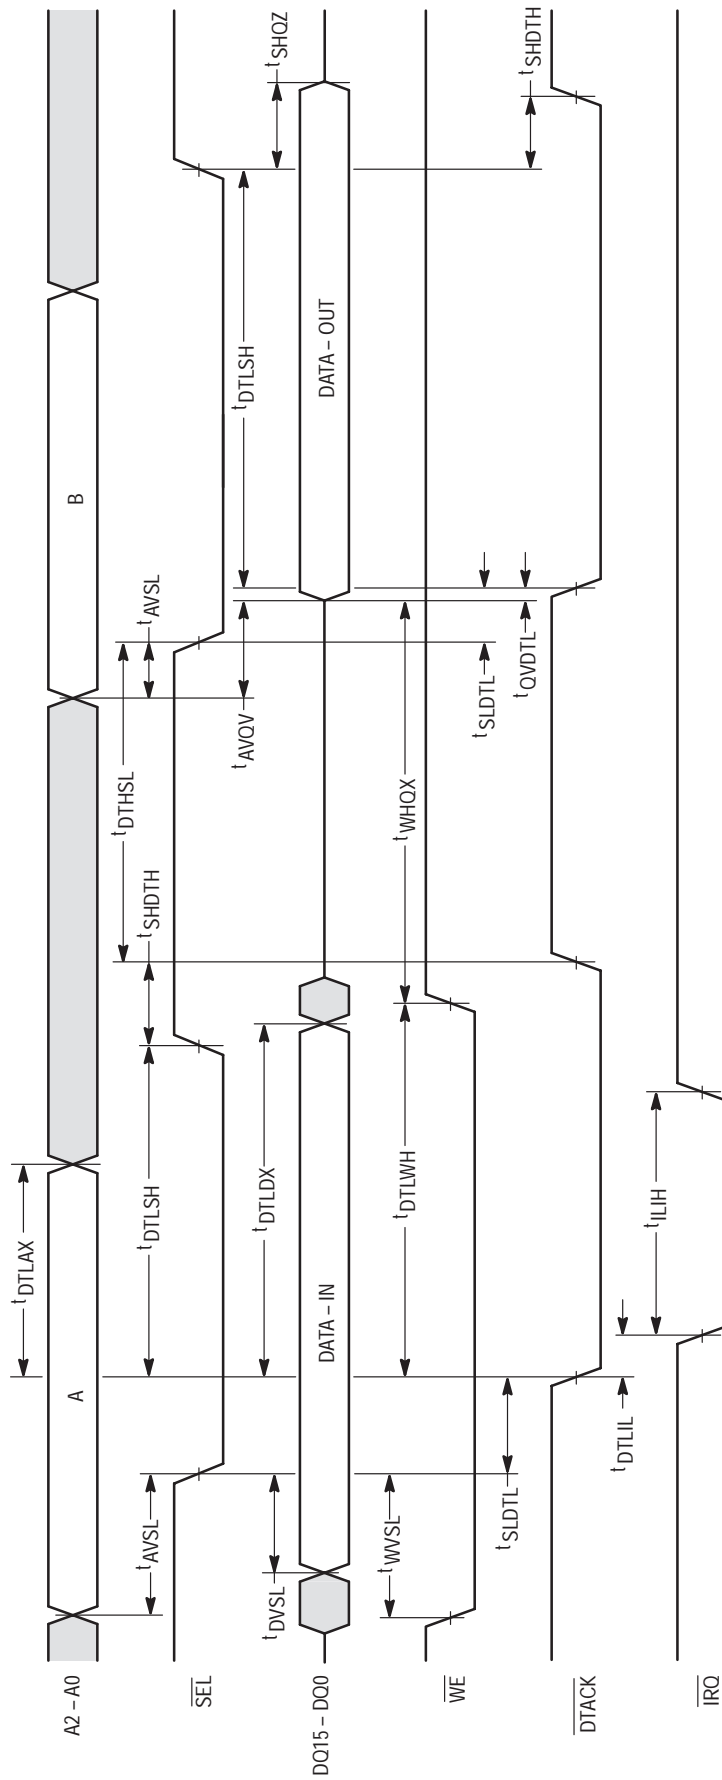 tDTLAX
A2 – A0
A
B
tDTHSL
tAVSL
tDTLSH
tSHDTH
tAVSL
SEL
tAVQV
tDTLSH
tDVSL
tDTLDX
tSHQZ
DQ15 – DQ0
DATA – IN
DATA – OUT
tWVSL
tDTLWH
tWHQX
WE
tSLDTL
tSLDTL
tQVDTL
tSHDTH
DTACK
tDTLIL
tILIH
IRQ